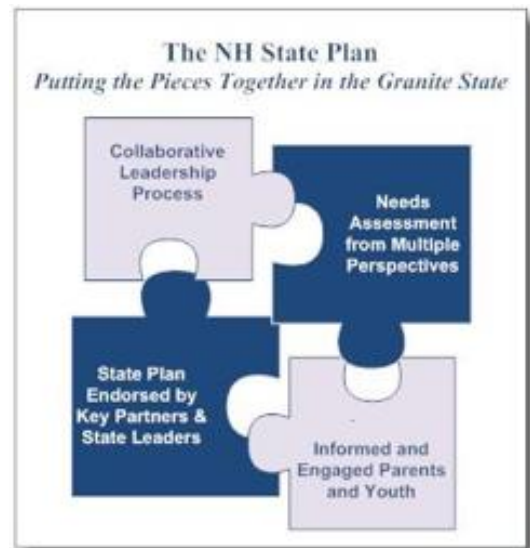 The NH State Plan
Putting the Pieces Together in the Granite State
Collaborative
Leadership
Process
Needs
Assessment
from Multiple
Perspectives
State Plan
Endorsed by
Key Partners &
State Leaders
Informed and
Engaged Parents
and Youth